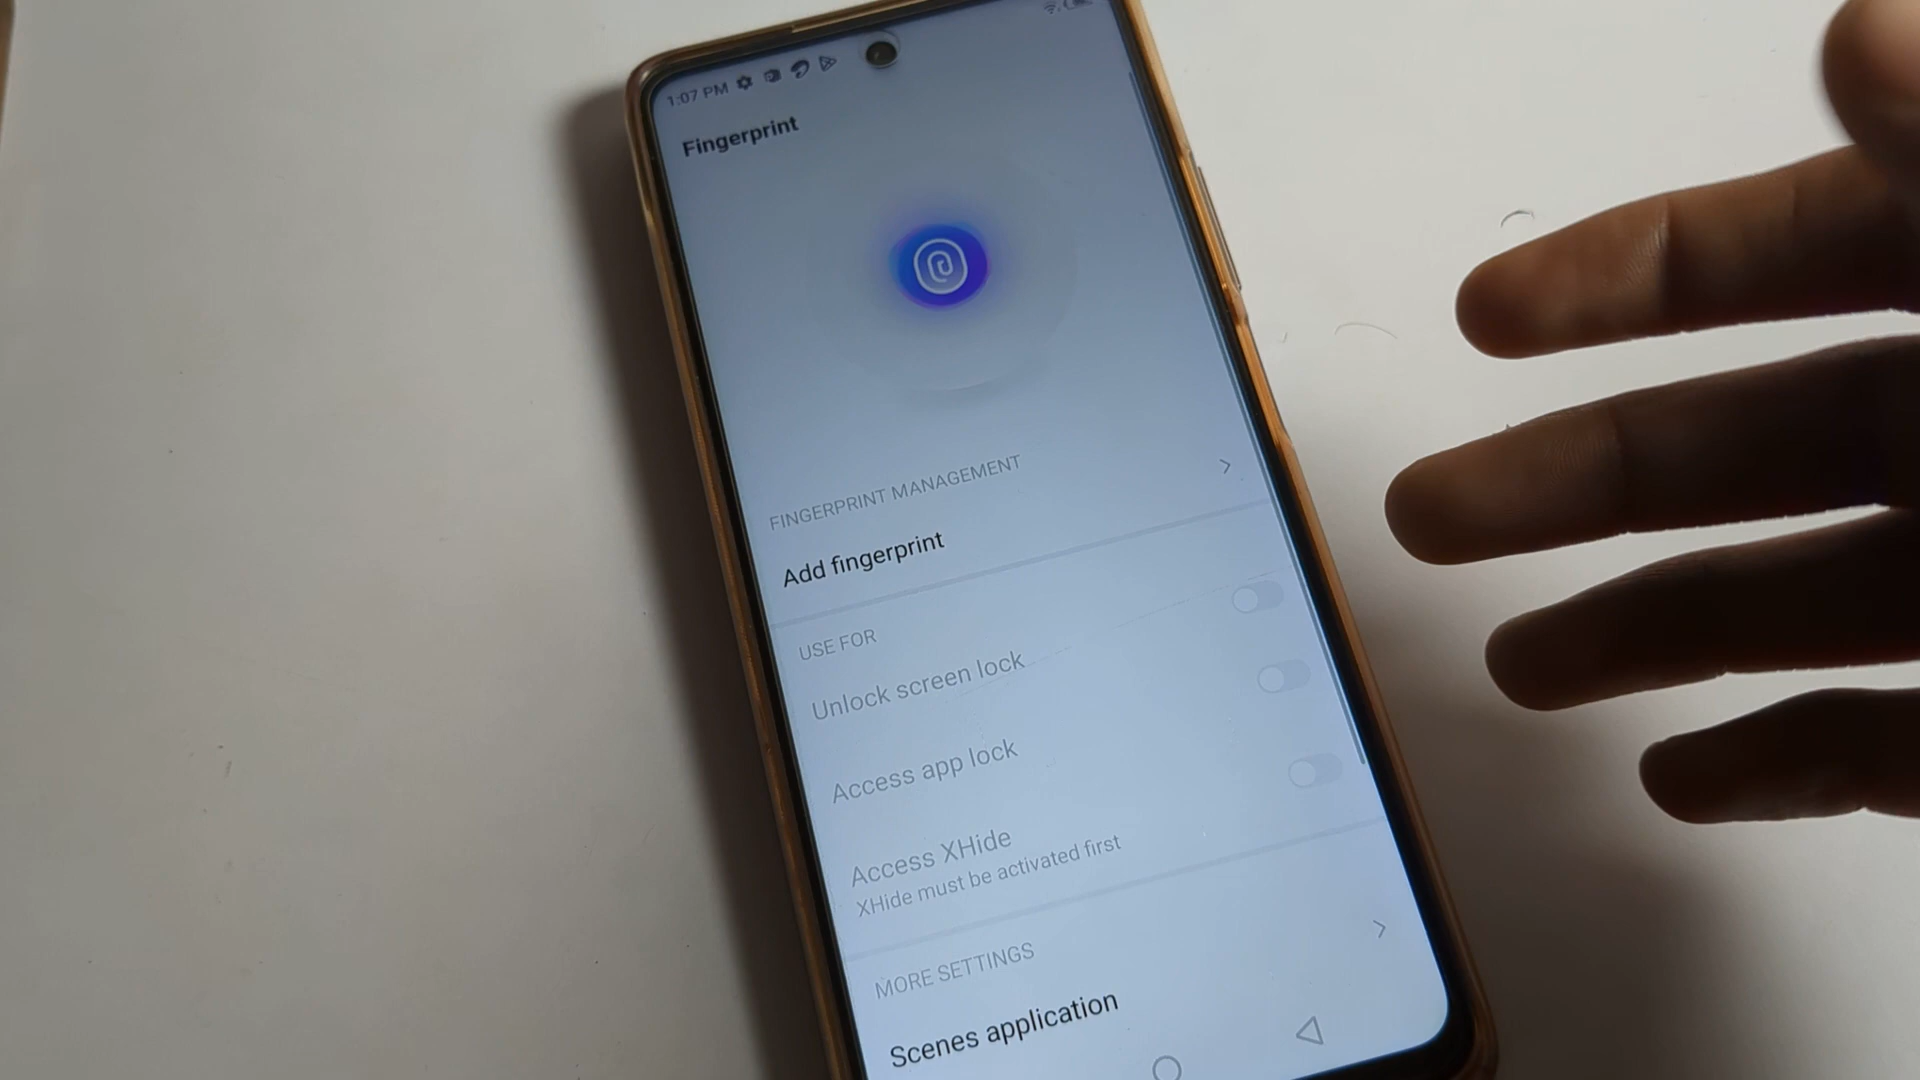 1:07 PM
Fingerprint
FINGERPRINT MANAGEMENT
Add fingerprint
USE FOR
Unlock screen lock
Access app lock
Access XHide
XHide must be activated first
MORE SETTINGS
Scenes application